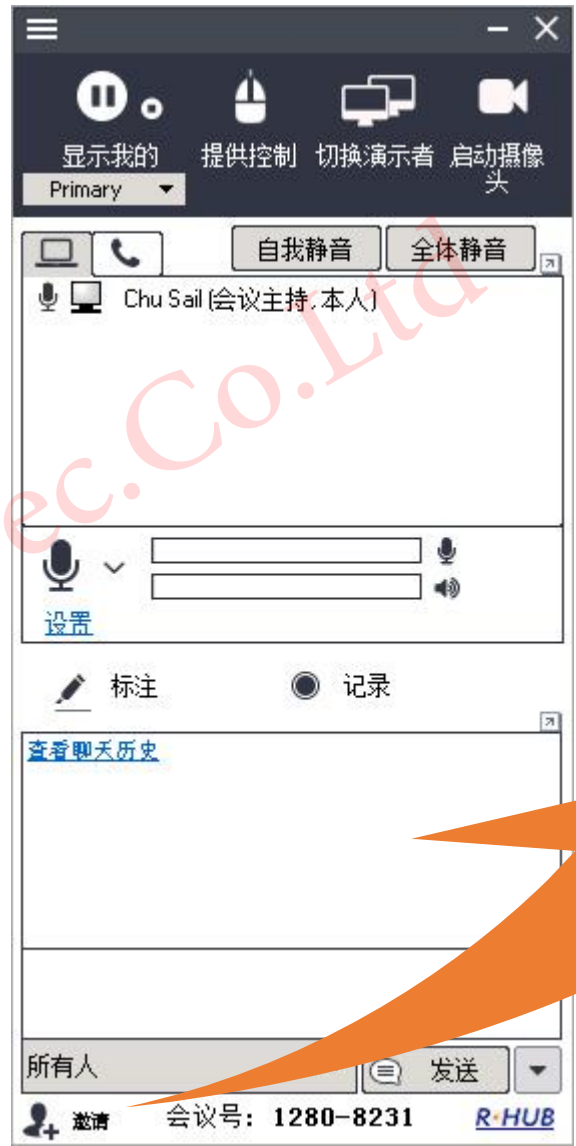 显示我的
Primary
提供控制
切换演示者
启动摄像
头
自我静音
全体静音
Chu Sail (会议主持,本人)
设置
标注
记录
查看聊天历史
所有人
发送
邀请
会议号: 1280-8231
R·HUB
ec.Co.Ltd